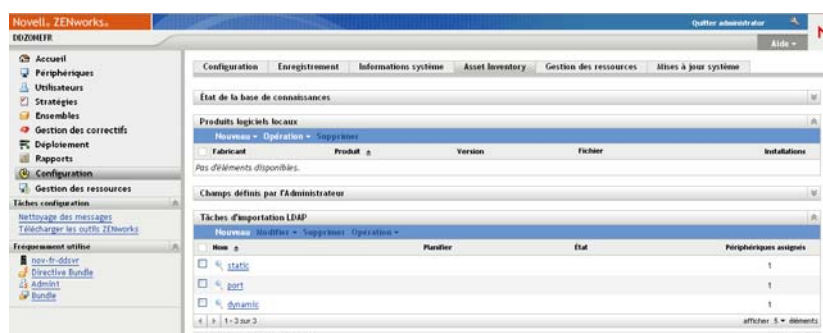 Novell® ZENworks®
Quitter administrator
DDZONEFR
Aide
Accueil
Périphériques
Utilisateurs
Stratégies
Ensembles
Gestion des correctifs
Déploiement
Rapports
Configuration
Gestion des ressources
Tâches configuration
Nettoyage des messages
Télécharger les outils ZENworks
Fréquemment utilisé
nov-fr-ddsvr
Directive Bundle
Admin1
Bundle
Configuration Enregistrement Informations système Asset Inventory Gestion des ressources Mises à jour système
État de la base de connaissances
Produits logiciels locaux
Nouveau Opération Supprimer
Fabricant Produit Version Fichier Installations
Pas d'éléments disponibles.
Champs définis par l'Administrateur
Tâches d'importation LDAP
Nouveau Modifier Supprimer Opération
Nom Planifier État Périphériques assignés
static 1
port 1
dynamic 1
1 - 3 sur 3 afficher 5 éléments